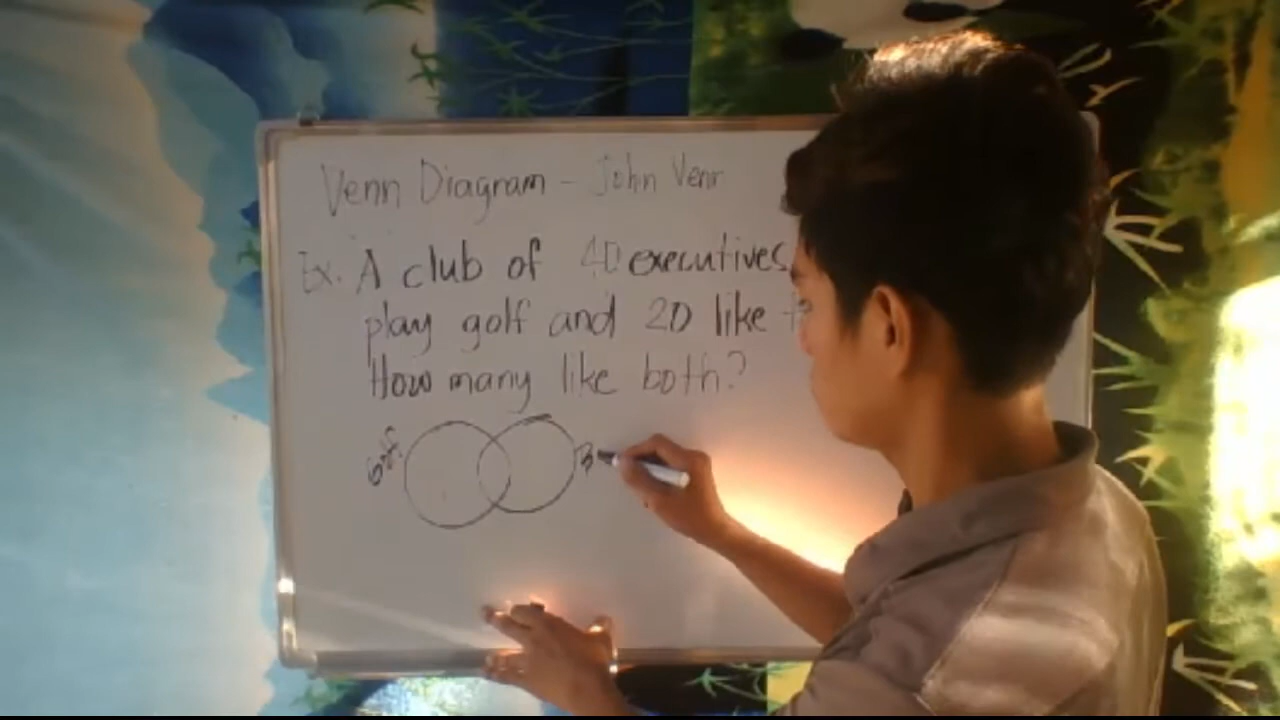 Venn Diagram - John Venn
Ex. A club of 40 executives
play golf and 20 like
How many like both?
Golf
B